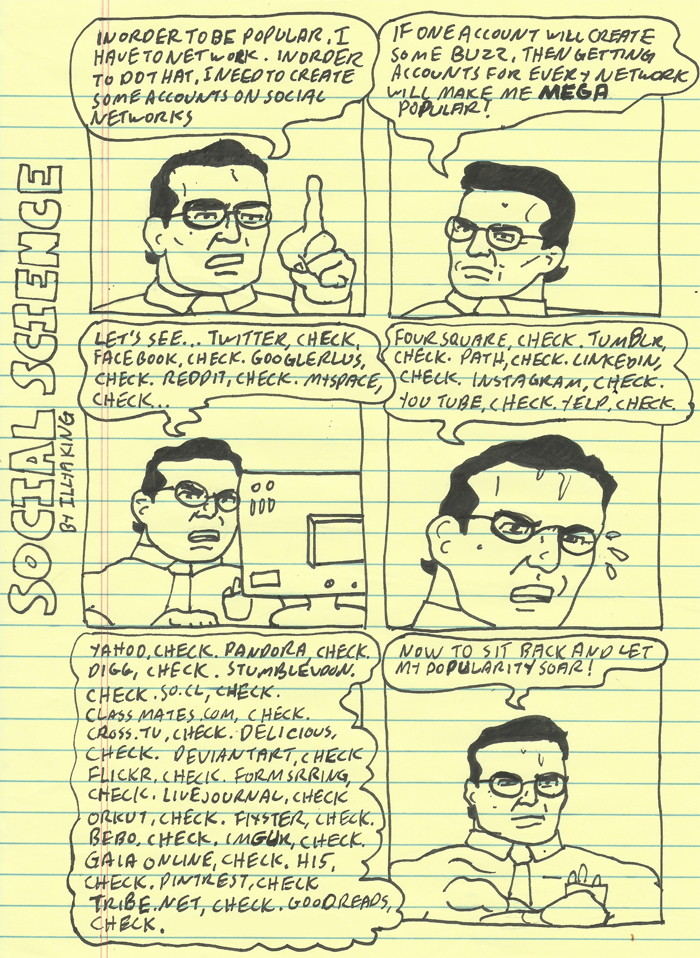 SOCIAL SCIENCE
BY ILLYA KING
IN ORDER TO BE POPULAR, I
HAVE TO NETWORK. IN ORDER
TO DO THAT, I NEED TO CREATE
SOME ACCOUNTS ON SOCIAL
NETWORKS
IF ONE ACCOUNT WILL CREATE
SOME BUZZ, THEN GETTING
ACCOUNTS FOR EVERY NETWORK
WILL MAKE ME MEGA
POPULAR!
LET'S SEE... TWITTER, CHECK.
FACEBOOK, CHECK. GOOGLE PLUS,
CHECK. REDDIT, CHECK. MYSPACE,
CHECK...
FOURSQUARE, CHECK. TUMBLR,
CHECK. PATH, CHECK. LINKEDIN,
CHECK. INSTAGRAM, CHECK.
YOUTUBE, CHECK. YELP, CHECK.
YAHOO, CHECK. PANDORA, CHECK.
DIGG, CHECK. STUMBLEUPON.
CHECK. SO.CL, CHECK.
CLASSMATES.COM, CHECK.
CROSS.TV, CHECK. DELICIOUS,
CHECK. DEVIANTART, CHECK
FLICKR, CHECK. FORMSRRING,
CHECK. LIVEJOURNAL, CHECK
ORKUT, CHECK. FIXSTER, CHECK.
BEBO, CHECK. IMGUR, CHECK.
GAIA ONLINE, CHECK. HI5,
CHECK. PINTREST, CHECK
TRIBE.NET, CHECK. GOODREADS,
CHECK.
NOW TO SIT BACK AND LET
MY POPULARITY SOAR!